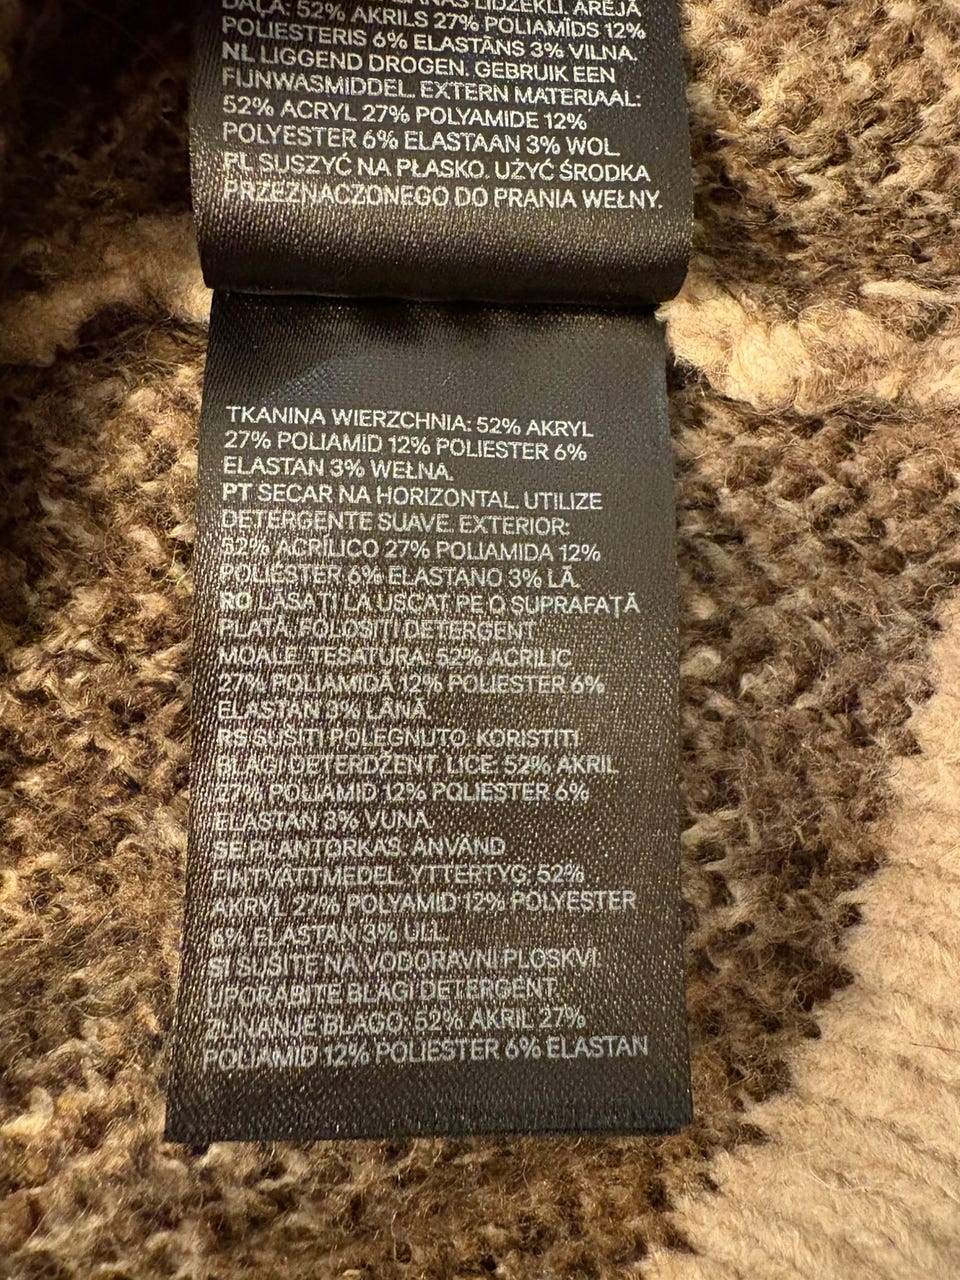 LĪDZEKLI. ĀRĒJĀ
DAĻA: 52% AKRILS 27% POLIAMĪDS 12%
POLIESTERIS 6% ELASTĀNS 3% VILNA.
NL LIGGEND DROGEN. GEBRUIK EEN
FIJNWASMIDDEL. EXTERN MATERIAAL:
52% ACRYL 27% POLYAMIDE 12%
POLYESTER 6% ELASTAAN 3% WOL.
PL SUSZYĆ NA PŁASKO. UŻYĆ ŚRODKA
PRZEZNACZONEGO DO PRANIA WEŁNY.
TKANINA WIERZCHNIA: 52% AKRYL
27% POLIAMID 12% POLIESTER 6%
ELASTAN 3% WEŁNA.
PT SECAR NA HORIZONTAL. UTILIZE
DETERGENTE SUAVE. EXTERIOR:
52% ACRÍLICO 27% POLIAMIDA 12%
POLIÉSTER 6% ELASTANO 3% LÃ.
RO LĂSAȚI LA USCAT PE O SUPRAFAȚĂ
PLATĂ. FOLOSIȚI DETERGENT
MOALE. ȚESĂTURĂ: 52% ACRILIC
27% POLIAMIDĂ 12% POLIESTER 6%
ELASTAN 3% LÂNĂ.
RS SUŠITI POLEGNUTO. KORISTITI
BLAGI DETERDŽENT. LICE: 52% AKRIL
27% POLIAMID 12% POLIESTER 6%
ELASTAN 3% VUNA.
SE PLANTORKAS. ANVÄND
FINTVÄTTMEDEL. YTTERTYG: 52%
AKRYL 27% POLYAMID 12% POLYESTER
6% ELASTAN 3% ULL.
SI SUŠITE NA VODORAVNI PLOSKVI.
UPORABITE BLAGI DETERGENT.
ZUNANJE BLAGO: 52% AKRIL 27%
POLIAMID 12% POLIESTER 6% ELASTAN